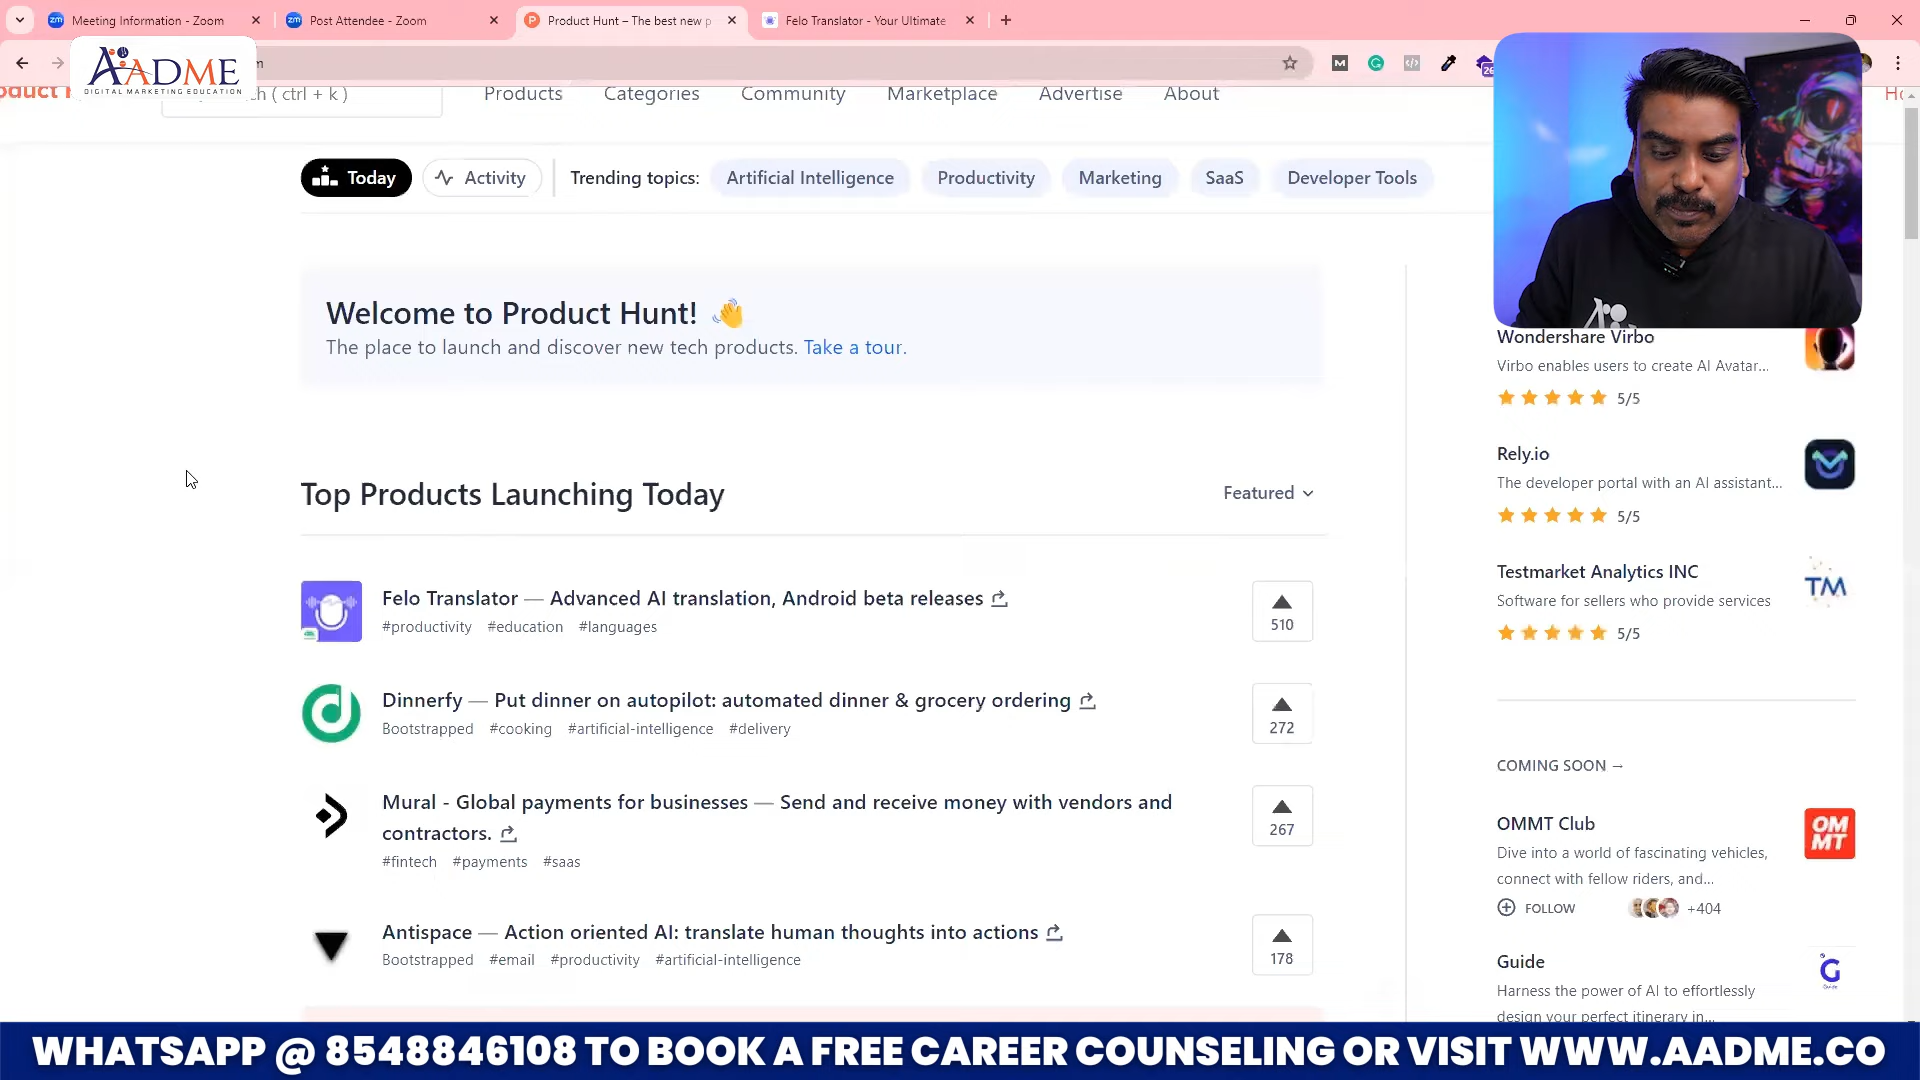 Meeting Information - Zoom
Post Attendee - Zoom
Product Hunt – The best new p
Felo Translator - Your Ultimate
AADME
DIGITAL MARKETING EDUCATION
( ctrl + k )
Products
Categories
Community
Marketplace
Advertise
About
Today
Activity
Trending topics:
Artificial Intelligence
Productivity
Marketing
SaaS
Developer Tools
Welcome to Product Hunt! 👋
The place to launch and discover new tech products. Take a tour.
Top Products Launching Today
Featured
Felo Translator — Advanced AI translation, Android beta releases
#productivity #education #languages
510
Dinnerfy — Put dinner on autopilot: automated dinner & grocery ordering
Bootstrapped #cooking #artificial-intelligence #delivery
272
Mural - Global payments for businesses — Send and receive money with vendors and
contractors.
#fintech #payments #saas
267
Antispace — Action oriented AI: translate human thoughts into actions
Bootstrapped #email #productivity #artificial-intelligence
178
Wondershare Virbo
Virbo enables users to create AI Avatar...
5/5
Rely.io
The developer portal with an AI assistant...
5/5
Testmarket Analytics INC
Software for sellers who provide services
5/5
TM
COMING SOON →
OMMT Club
Dive into a world of fascinating vehicles,
connect with fellow riders, and...
FOLLOW
+404
OM
MT
Guide
Harness the power of AI to effortlessly
design your perfect itinerary in...
WHATSAPP @ 8548846108 TO BOOK A FREE CAREER COUNSELING OR VISIT WWW.AADME.CO